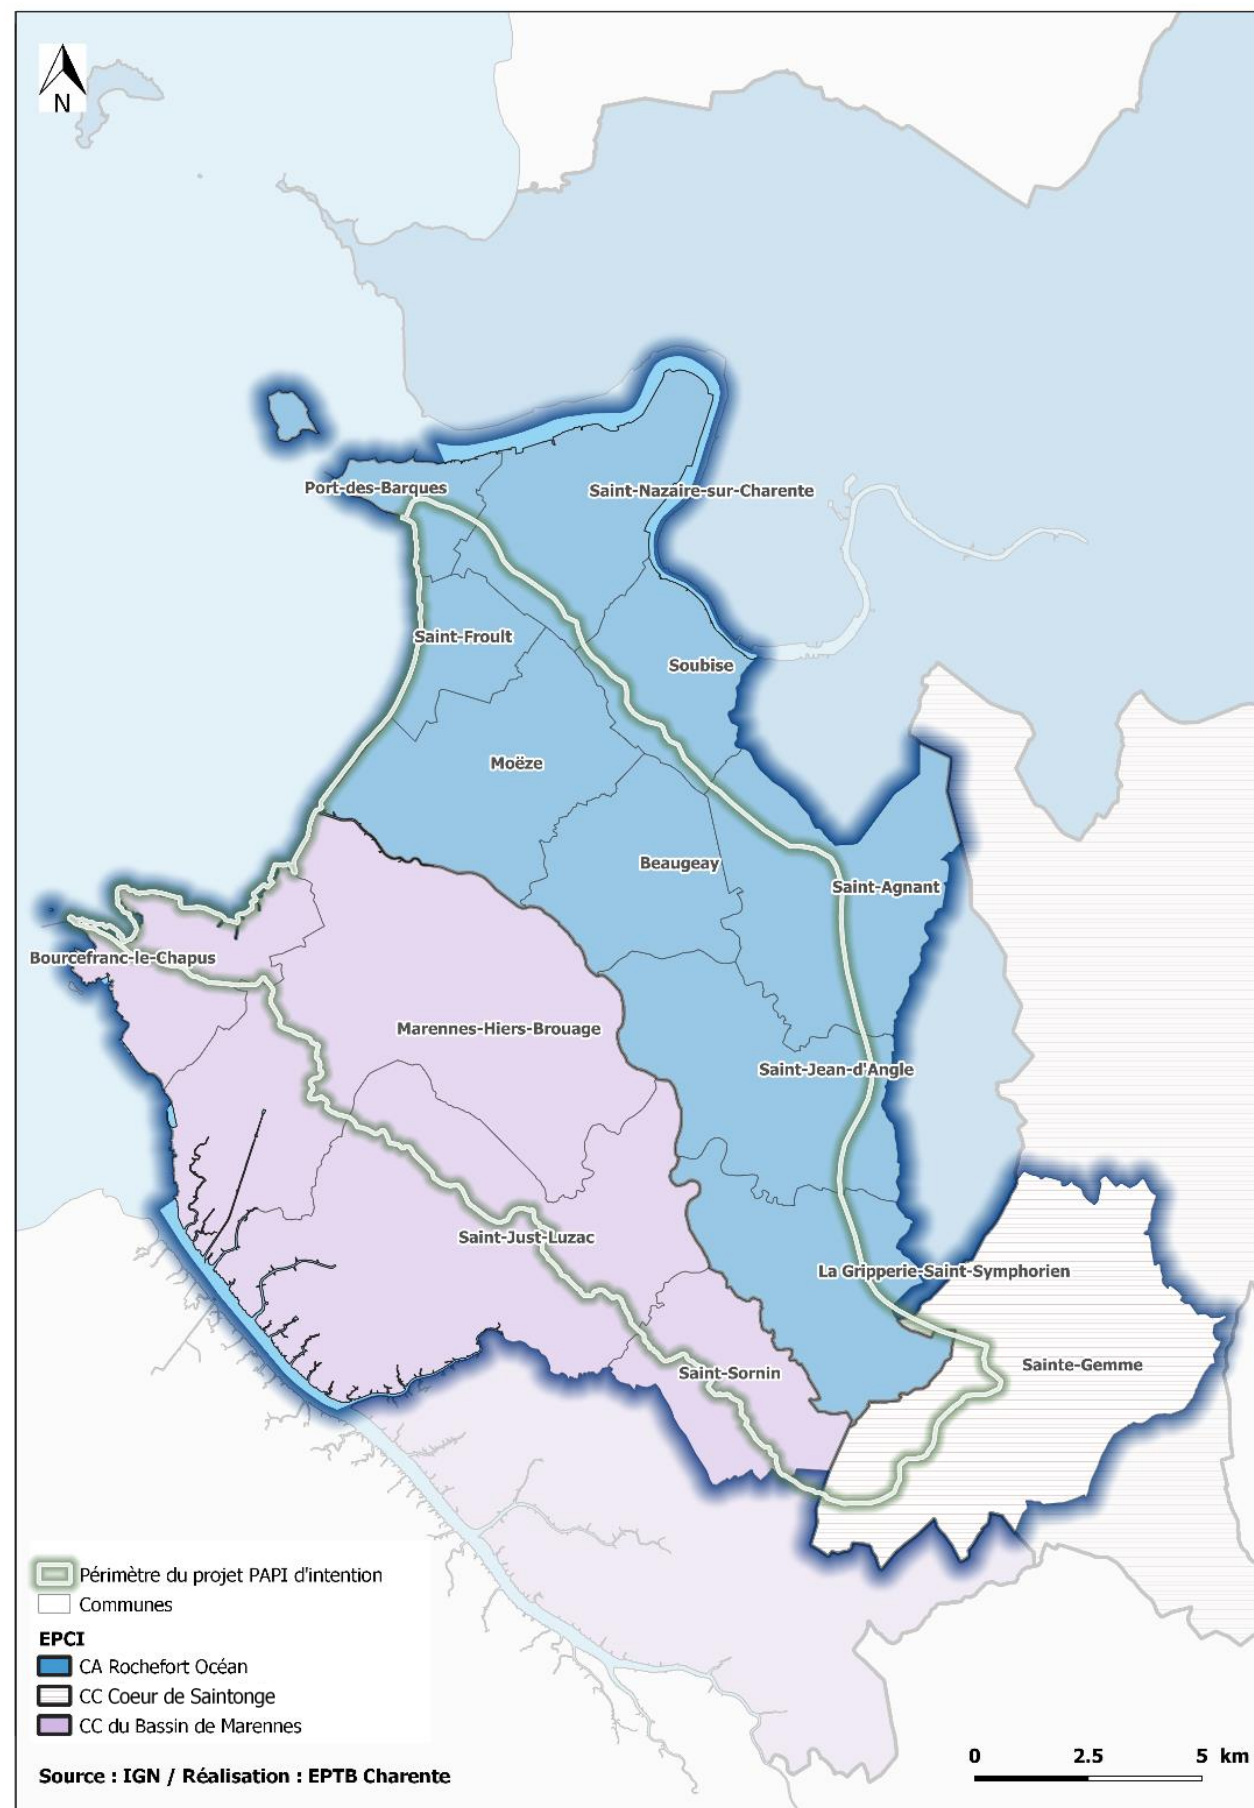 N
Port-des-Barques
Saint-Nazaire-sur-Charente
Saint-Froult
Soubise
Moëze
Beaugeay
Saint-Agnant
Bourcefranc-le-Chapus
Marennes-Hiers-Brouage
Saint-Jean-d'Angle
Saint-Just-Luzac
La Gripperie-Saint-Symphorien
Sainte-Gemme
Saint-Sornin
Périmètre du projet PAPI d'intention
Communes
EPCI
CA Rochefort Océan
CC Coeur de Saintonge
CC du Bassin de Marennes
0 2.5 5 km
Source : IGN / Réalisation : EPTB Charente